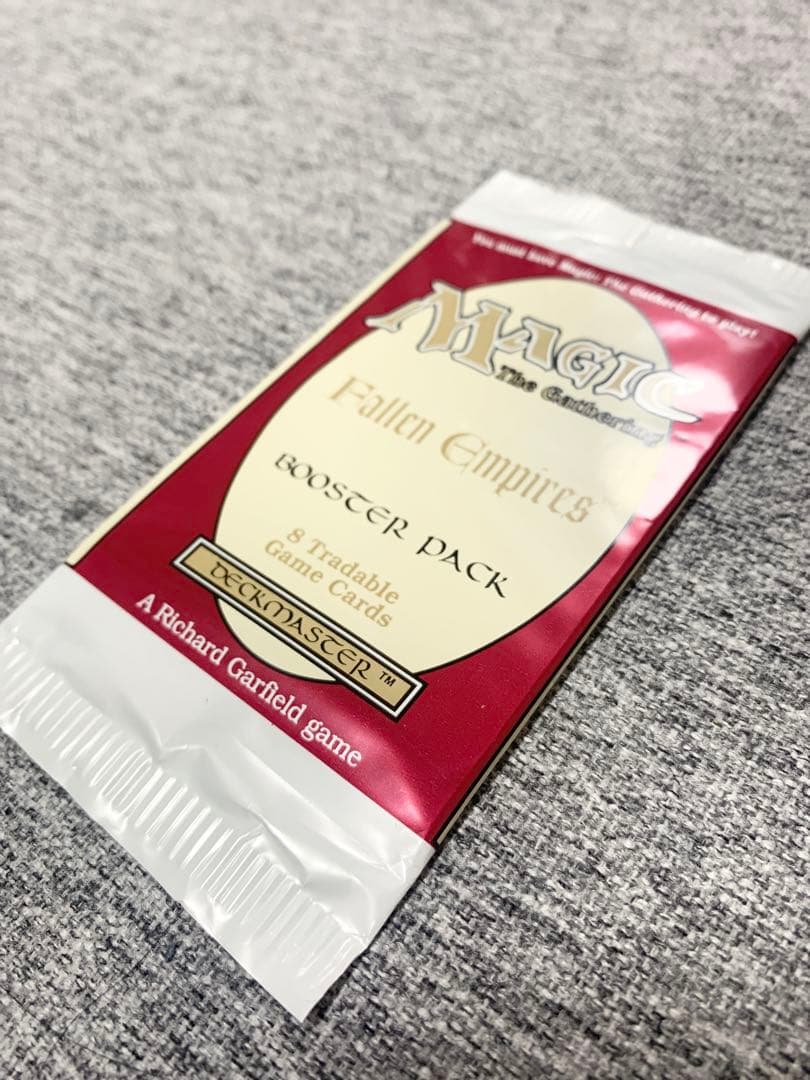 You must have Magic: The Gathering to play!
MAGIC
The Gathering
Fallen Empires
BOOSTER PACK
8 Tradable
Game Cards
DECKMASTER™
A Richard Garfield game